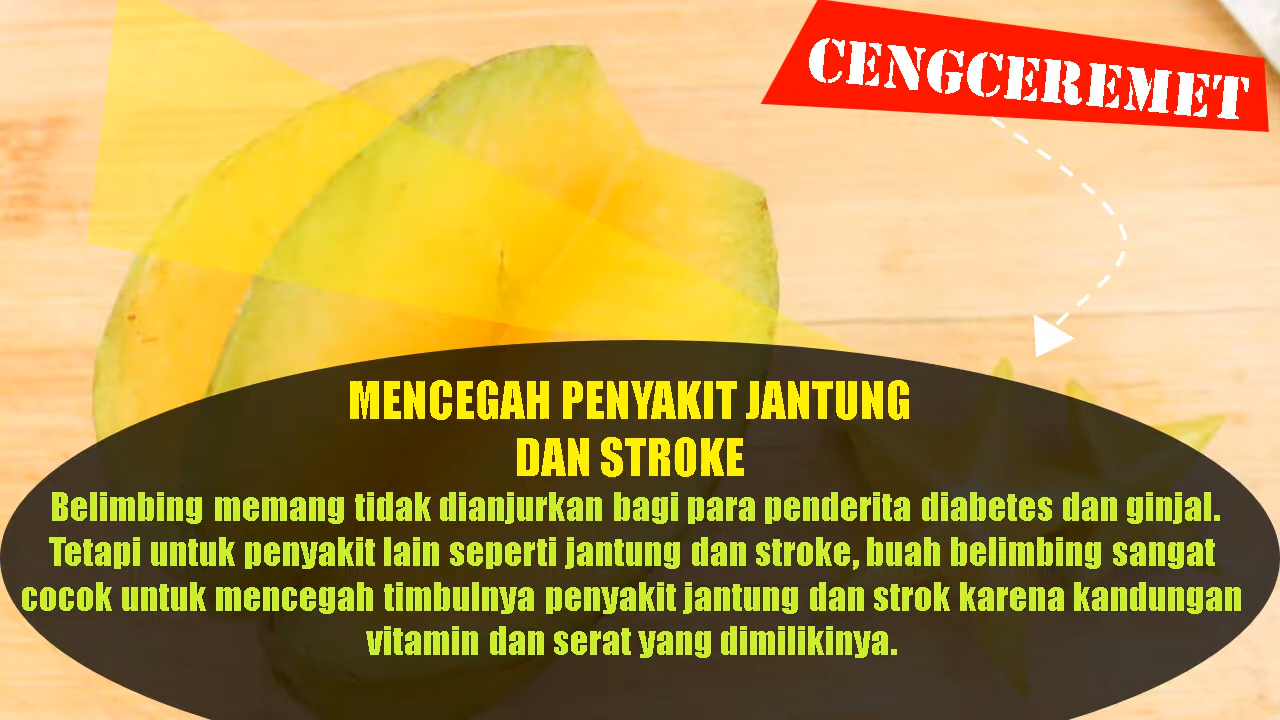 CENGCEREMET
MENCEGAH PENYAKIT JANTUNG
DAN STROKE
Belimbing memang tidak dianjurkan bagi para penderita diabetes dan ginjal.
Tetapi untuk penyakit lain seperti jantung dan stroke, buah belimbing sangat
cocok untuk mencegah timbulnya penyakit jantung dan strok karena kandungan
vitamin dan serat yang dimilikinya.